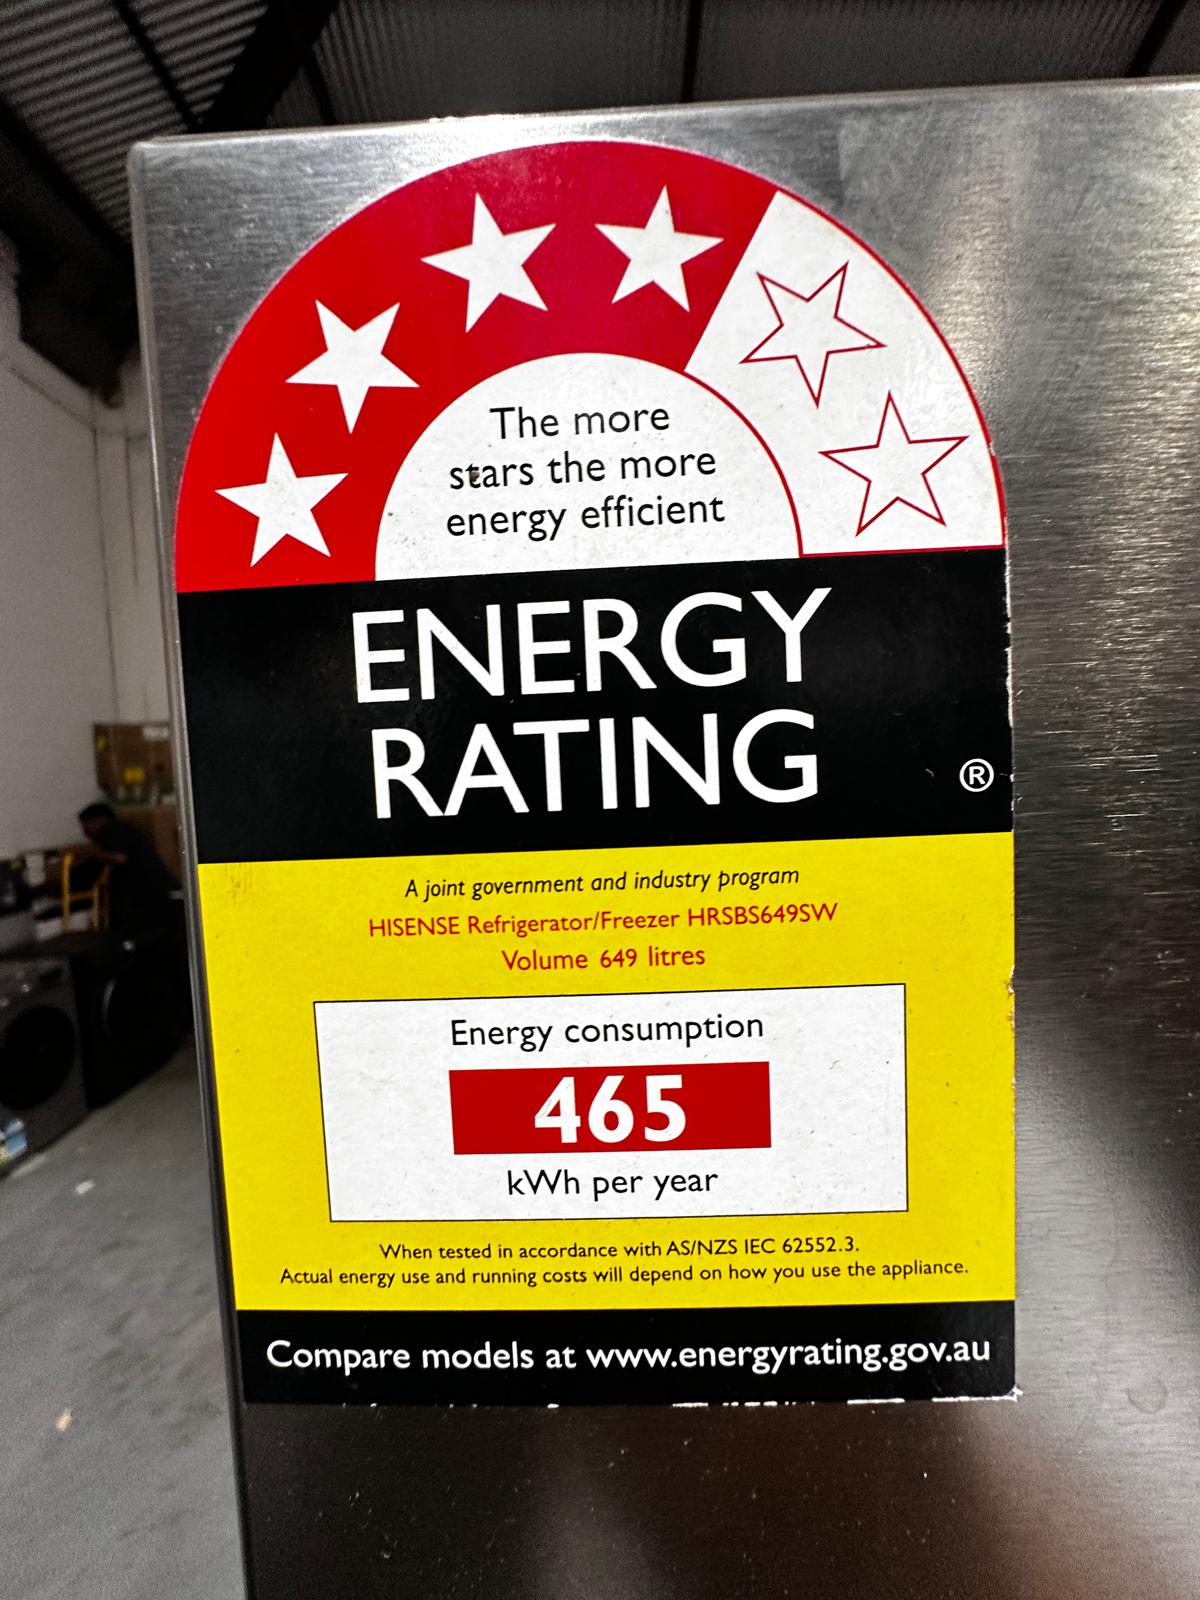 The more
stars the more
energy efficient
ENERGY
RATING
®
A joint government and industry program
HISENSE Refrigerator/Freezer HRSBS649SW
Volume 649 litres
Energy consumption
465
kWh per year
When tested in accordance with AS/NZS IEC 62552.3.
Actual energy use and running costs will depend on how you use the appliance.
Compare models at www.energyrating.gov.au